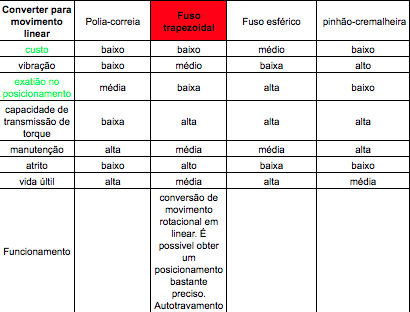 Converter para movimento linear Polia-correia Fuso trapezoidal Fuso esférico pinhão-cremalheira
custo baixo baixo médio baixo
vibração baixo médio baixa alto
exatião no posicionamento média baixa alta baixo
capacidade de transmissão de torque baixa alta alta alta
manutenção alta média média alta
atrito baixo alto baixa baixo
vida últil alta média alta média
Funcionamento conversão de movimento rotacional em linear. É possivel obter um posicionamento bastante preciso. Autotravamento